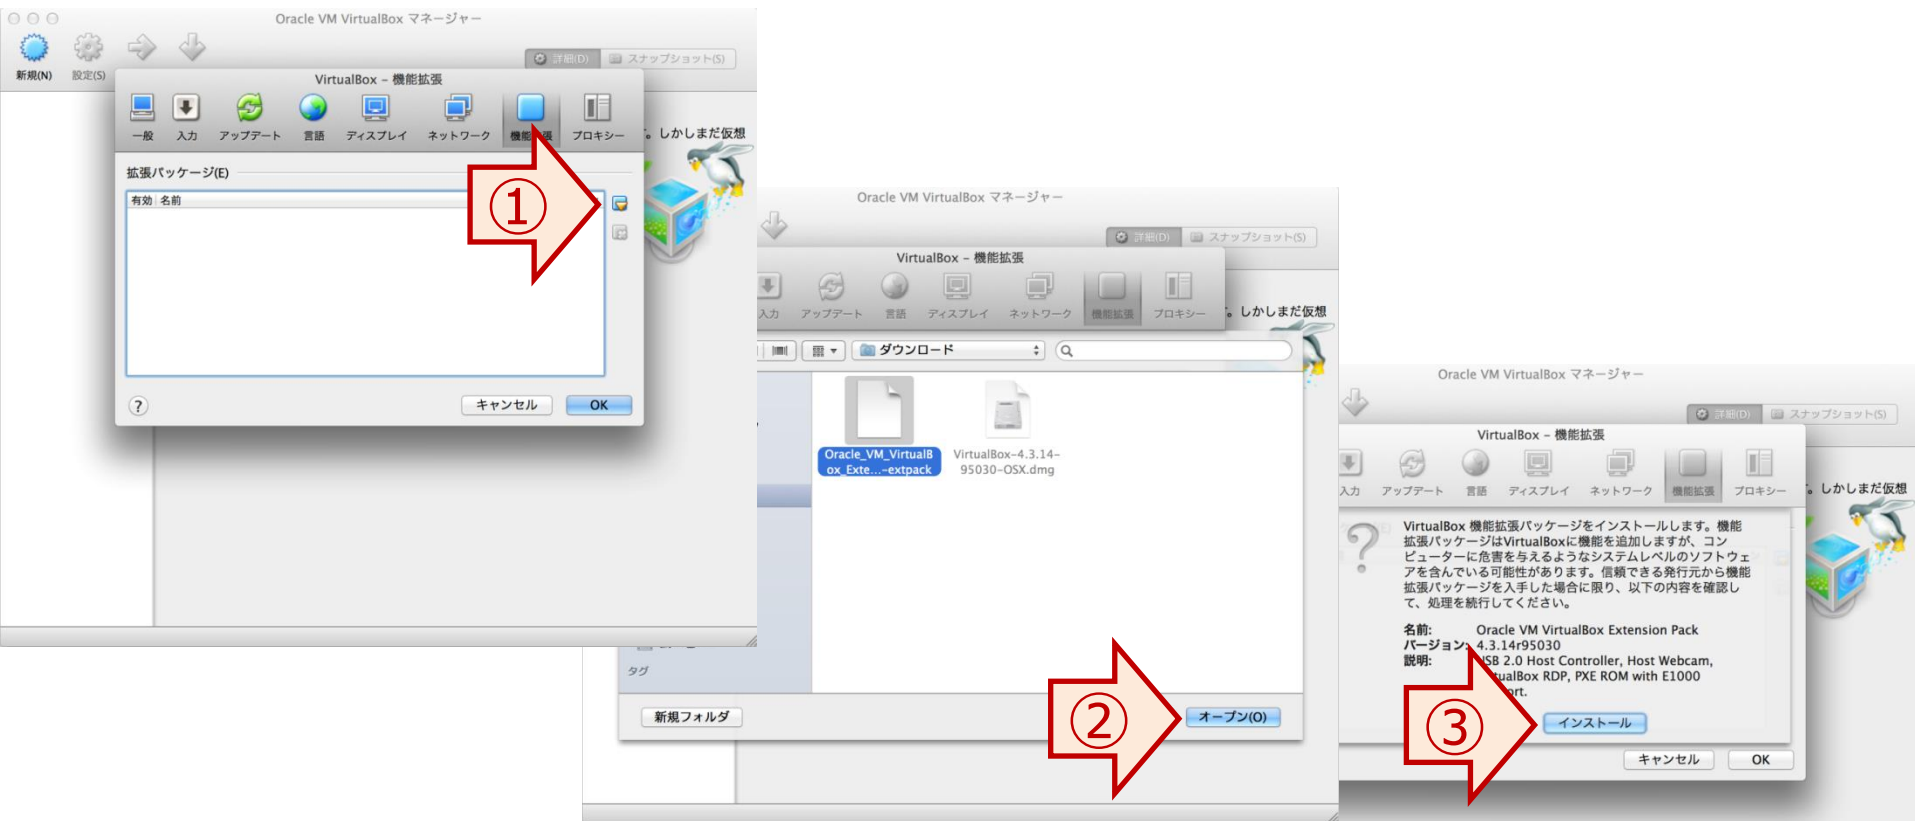 Oracle VM VirtualBox マネージャー
新規(N)
設定(S)
詳細(D)
スナップショット(S)
VirtualBox – 機能拡張
一般
入力
アップデート
言語
ディスプレイ
ネットワーク
プロキシー
。しかしまだ仮想
拡張パッケージ(E)
有効 名前
①
?
キャンセル
OK
Oracle VM VirtualBox マネージャー
詳細(D)
スナップショット(S)
VirtualBox – 機能拡張
入力
アップデート
言語
ディスプレイ
ネットワーク
機能拡張
プロキシー
。しかしまだ仮想
ダウンロード
Oracle_VM_VirtualB
ox_Exte...-extpack
VirtualBox-4.3.14-
95030-OSX.dmg
タグ
新規フォルダ
②
オープン(O)
Oracle VM VirtualBox マネージャー
詳細(D)
スナップショット(S)
VirtualBox – 機能拡張
入力
アップデート
言語
ディスプレイ
ネットワーク
機能拡張
プロキシー
。しかしまだ仮想
?
VirtualBox 機能拡張パッケージをインストールします。機能
拡張パッケージはVirtualBoxに機能を追加しますが、コン
ピューターに危害を与えるようなシステムレベルのソフトウェ
アを含んでいる可能性があります。信頼できる発行元から機能
拡張パッケージを入手した場合に限り、以下の内容を確認し
て、処理を続行してください。
名前: Oracle VM VirtualBox Extension Pack
バージョン: 4.3.14r95030
説明: 2.0 Host Controller, Host Webcam,
RDP, PXE ROM with E1000
③
インストール
キャンセル
OK